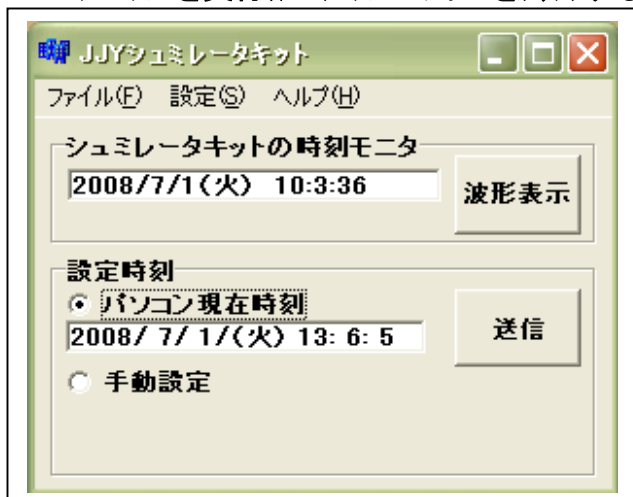 JJYシュミレータキット
ファイル(F) 設定(S) ヘルプ(H)
シュミレータキットの時刻モニタ
2008/7/1(火) 10:3:36
波形表示
設定時刻
パソコン現在時刻
2008/ 7/ 1/(火) 13: 6: 5
送信
手動設定